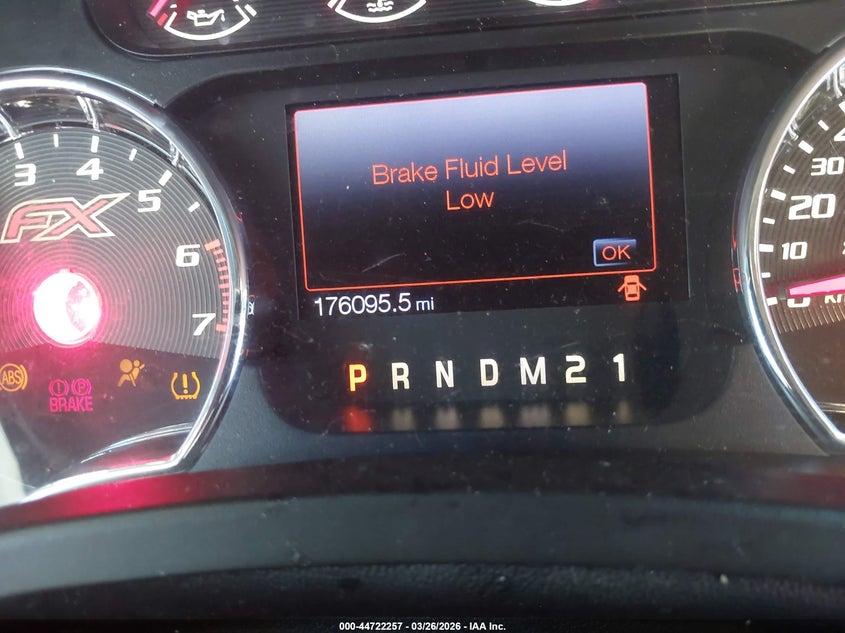 Brake Fluid Level
Low
OK
176095.5 mi
P R N D M 2 1
3
4
5
6
7
FX
ABS
BRAKE
30
20
10
0
000-44722257 - 03/26/2026 - IAA Inc.